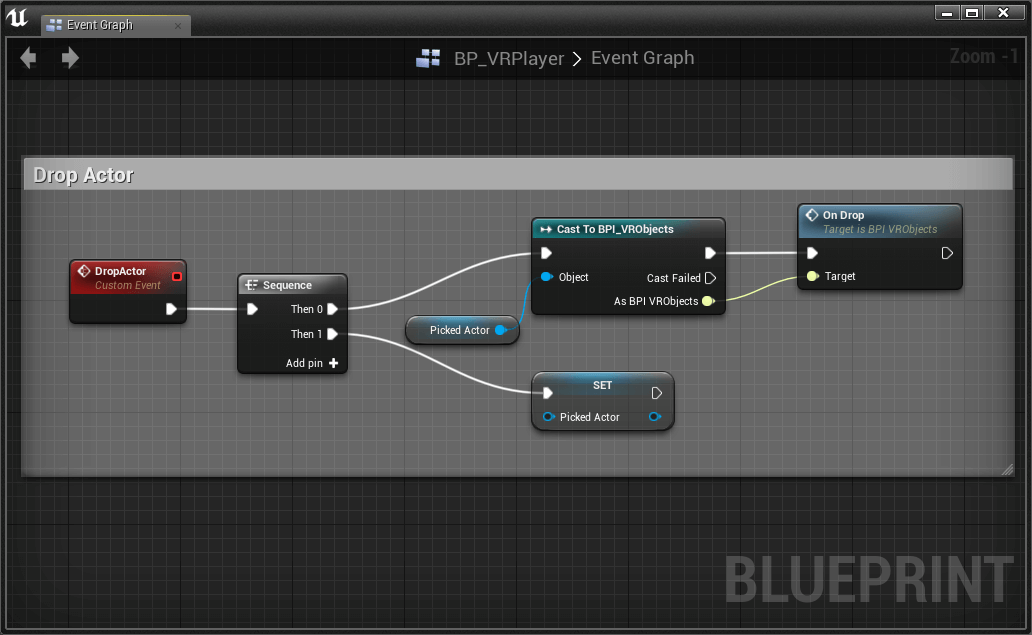 Event Graph
BP_VRPlayer > Event Graph
Zoom -1
Drop Actor
DropActor
Custom Event
Sequence
Then 0
Then 1
Add pin
Picked Actor
Cast To BPI_VRObjects
Object
Cast Failed
As BPI VRObjects
SET
Picked Actor
On Drop
Target is BPI VRObjects
Target
BLUEPRINT